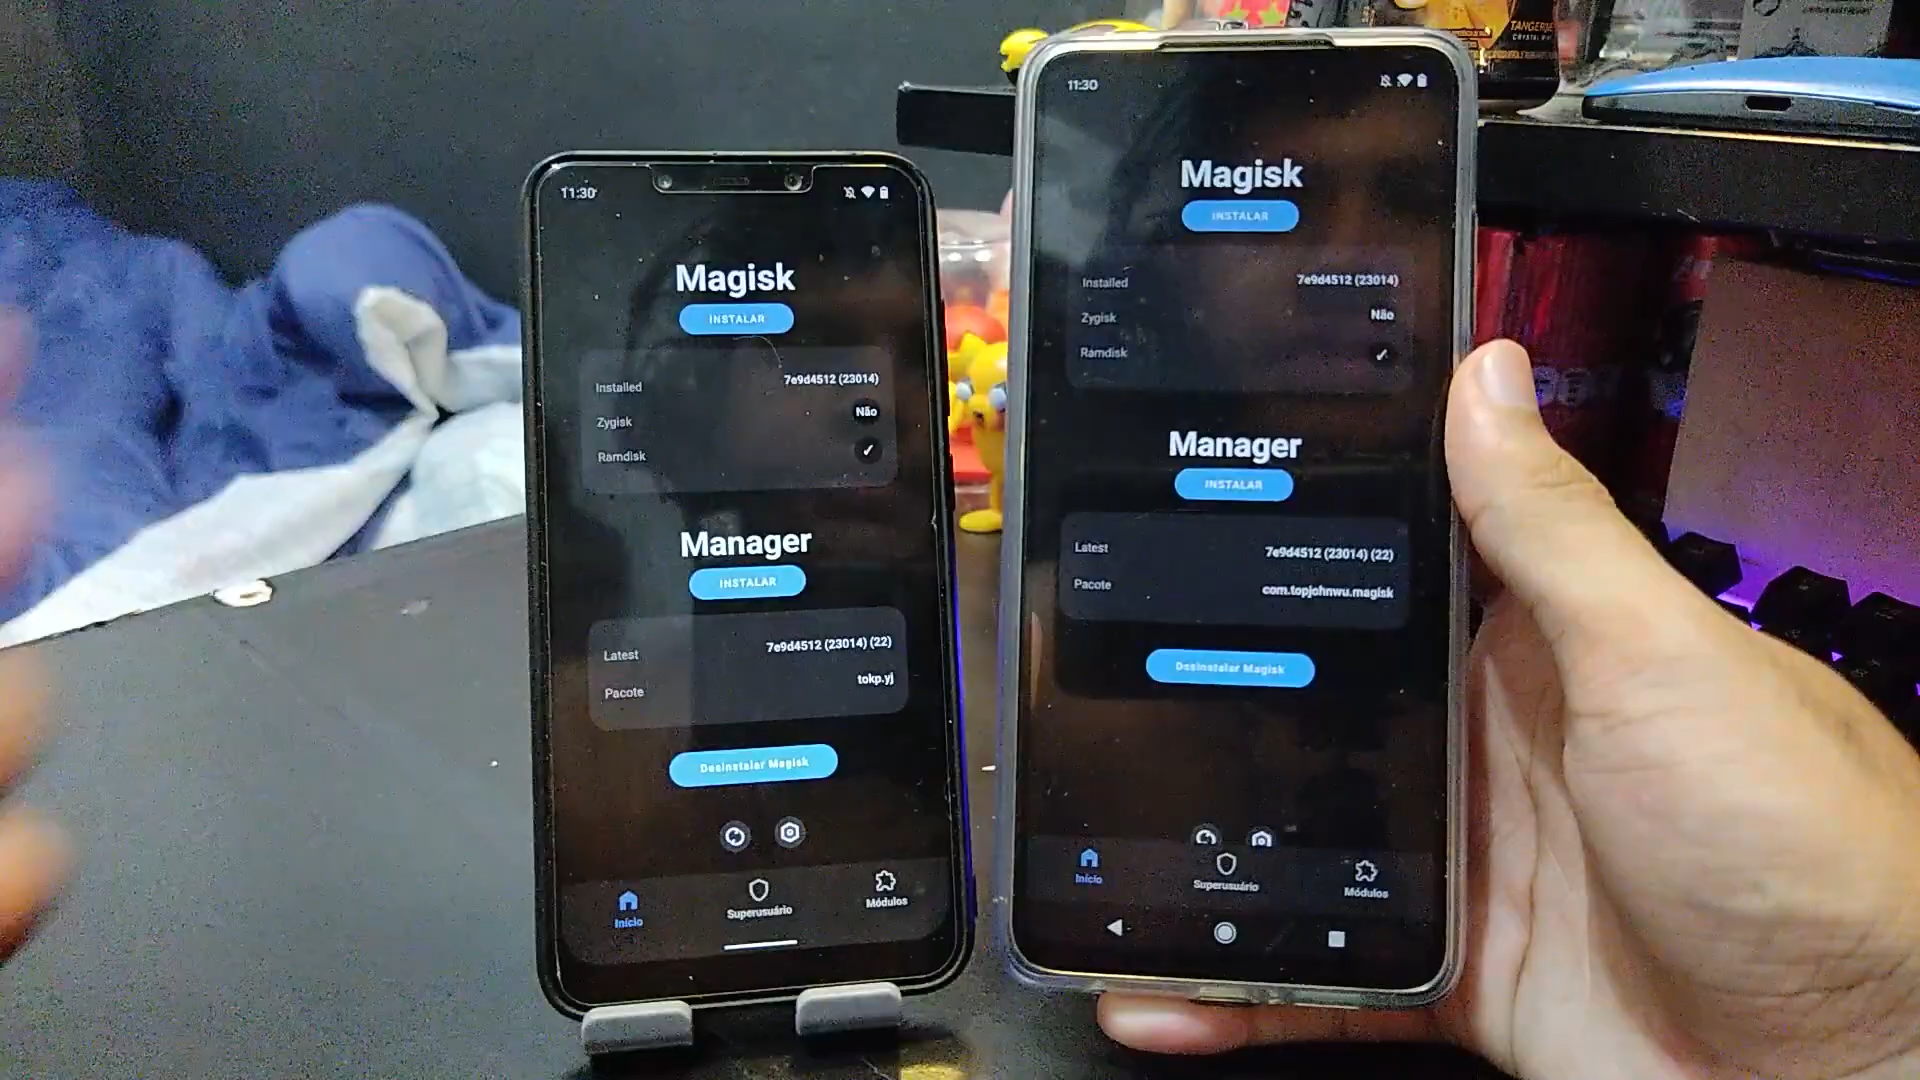 11:30
Magisk
INSTALAR
Installed 7e9d4512 (23014)
Zygisk Não
Ramdisk ✓
Manager
INSTALAR
Latest 7e9d4512 (23014) (22)
Pacote tokp.yj
Desinstalar Magisk
Início Superusuário Módulos
11:30
Magisk
INSTALAR
Installed 7e9d4512 (23014)
Zygisk Não
Ramdisk ✓
Manager
INSTALAR
Latest 7e9d4512 (23014) (22)
Pacote com.topjohnwu.magisk
Desinstalar Magisk
Início Superusuário Módulos